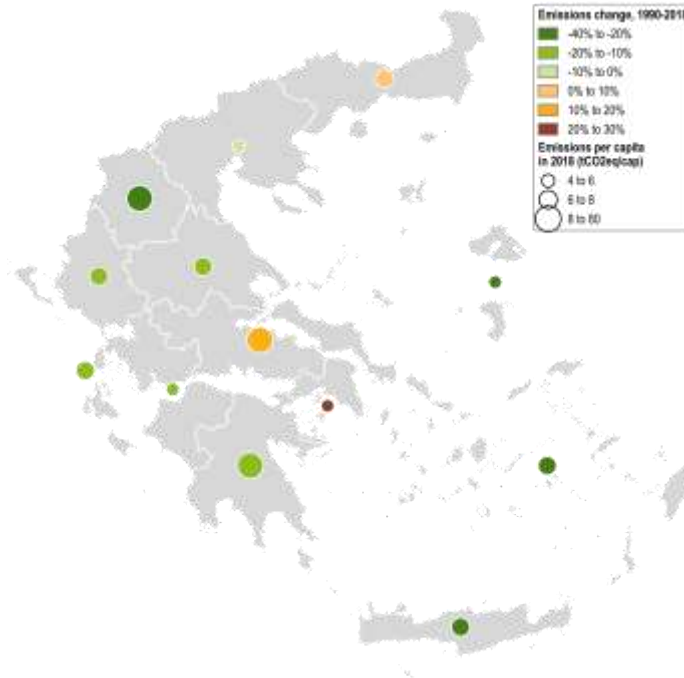 Emissions change, 1990-2018
-40% to -20%
-20% to -10%
-10% to 0%
0% to 10%
10% to 20%
20% to 30%
Emissions per capita
in 2018 (tCO2eq/cap)
4 to 6
6 to 8
8 to 80